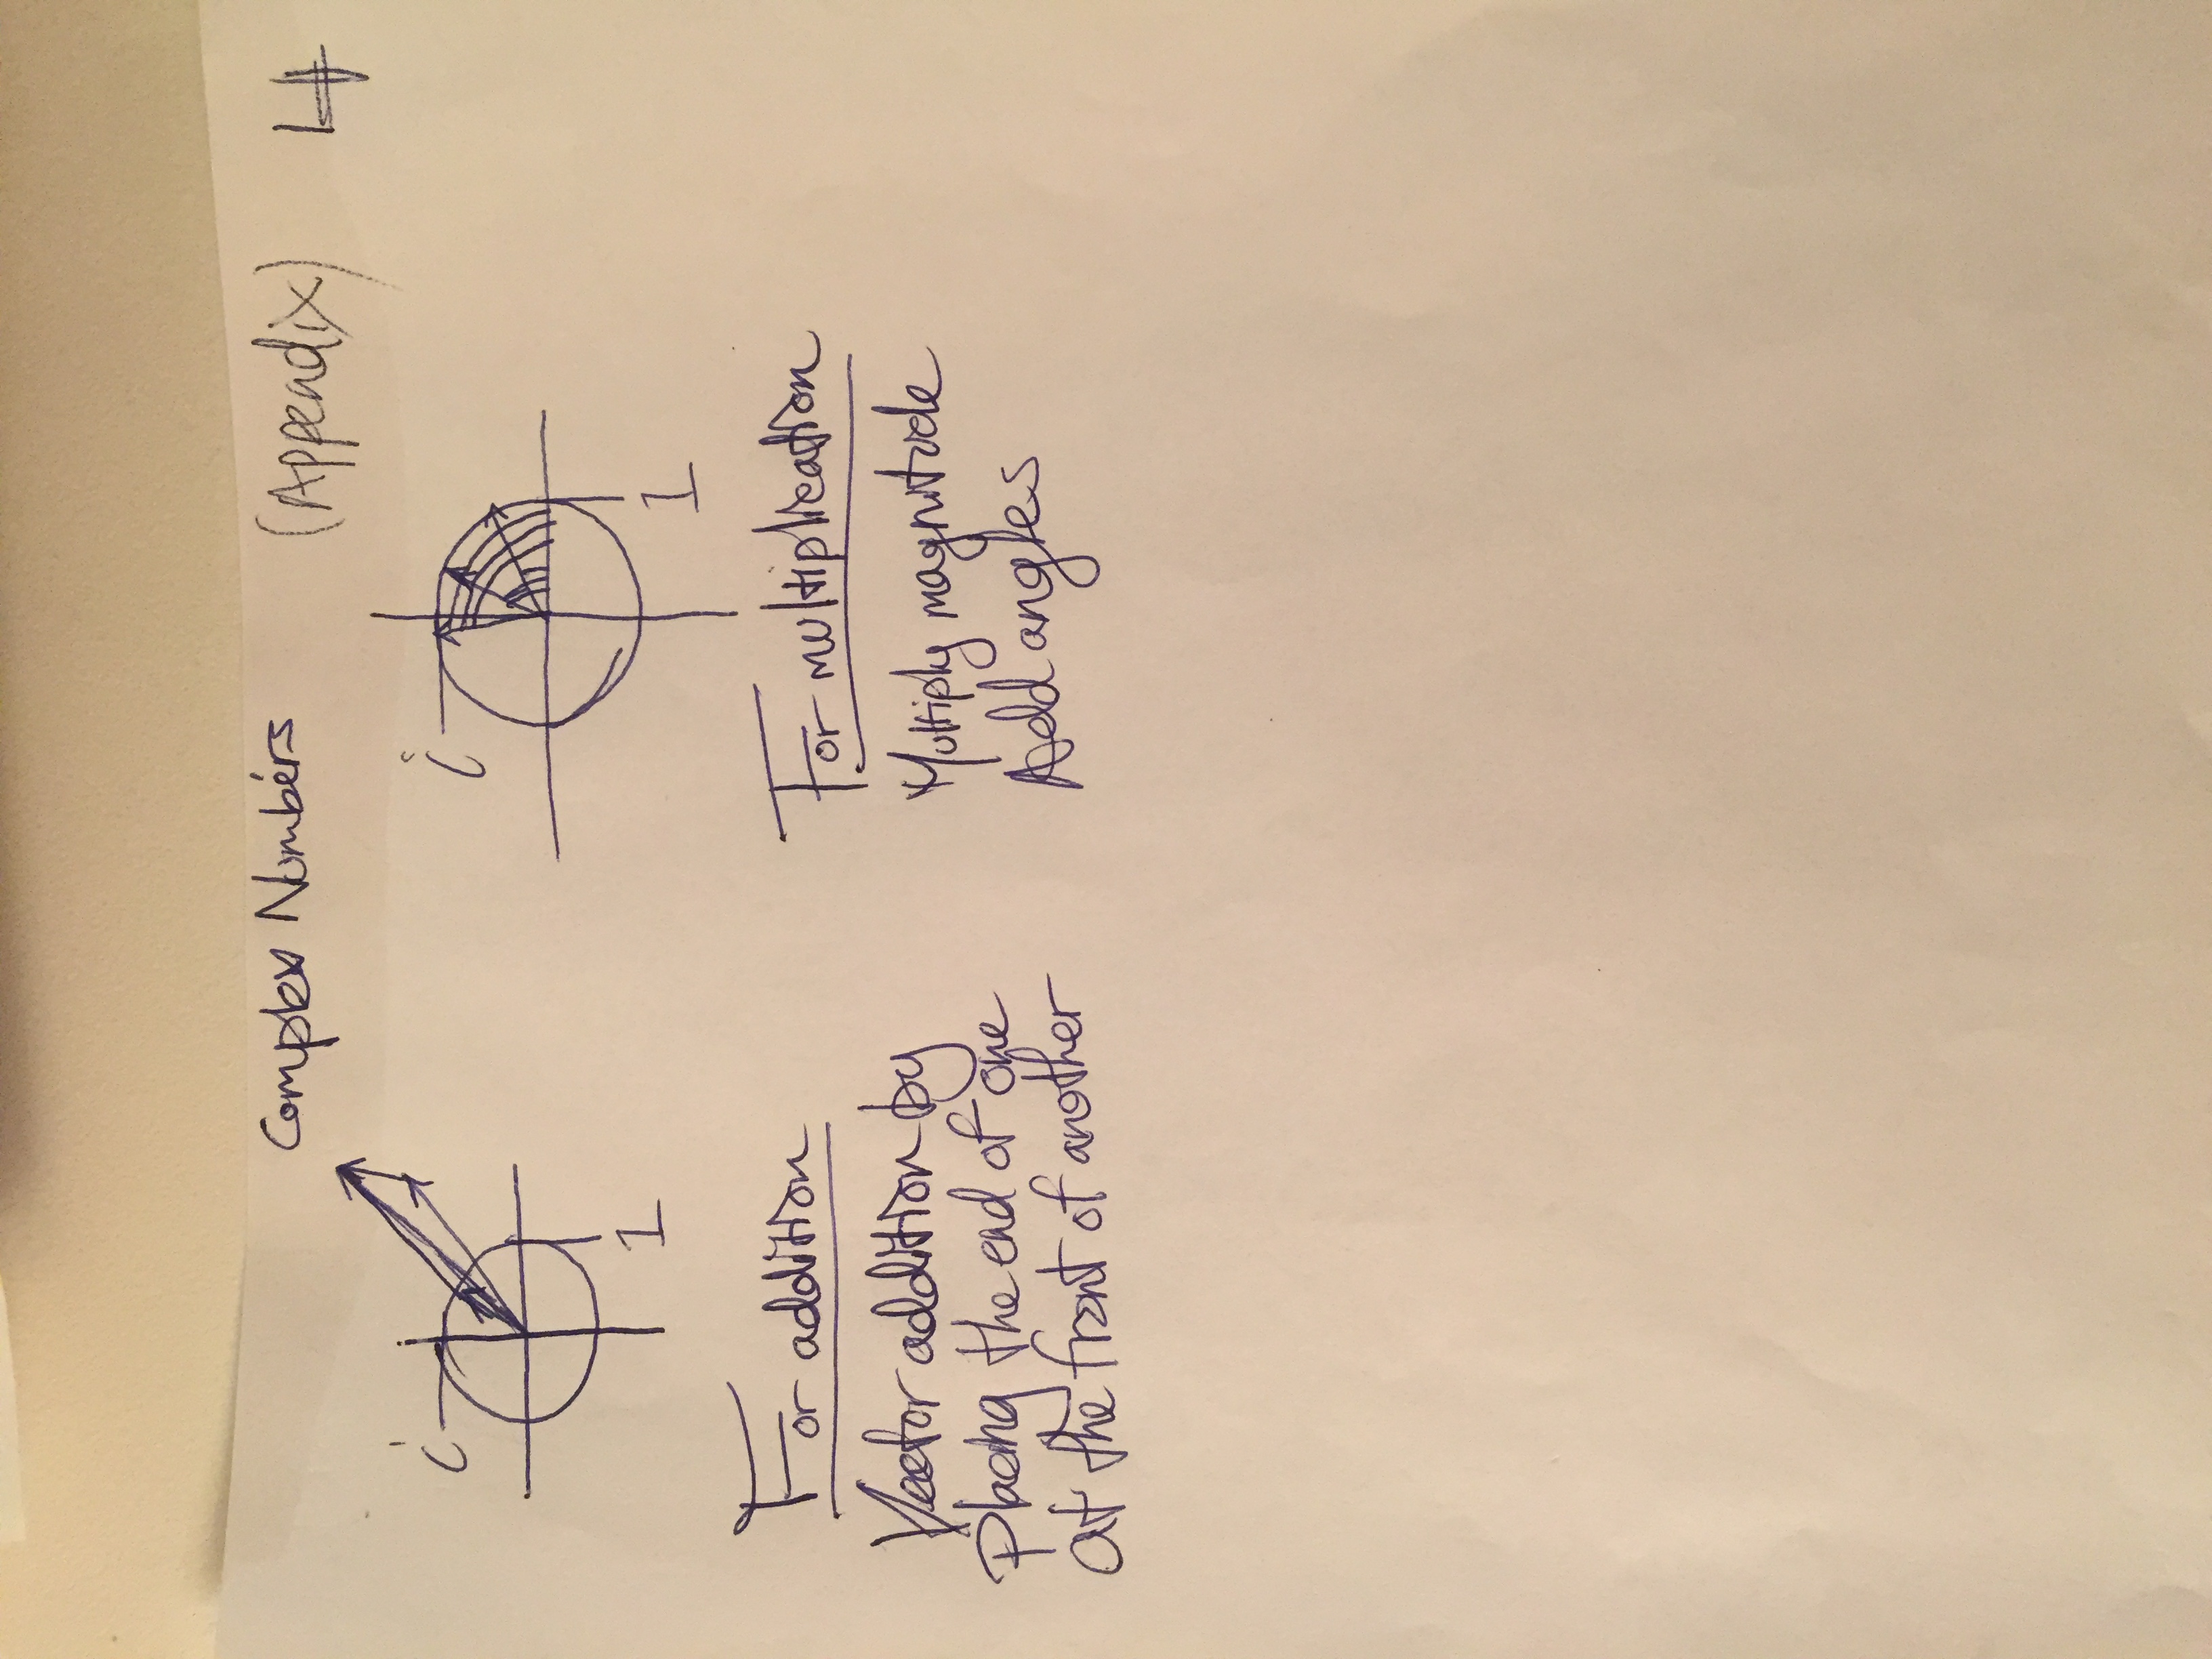 Complex Numbers (Appendix) 4
i
1
For addition
Vector addition by
placing the end of one
at the front of another
i
1
For multiplication
Multiply magnitude
Add angles